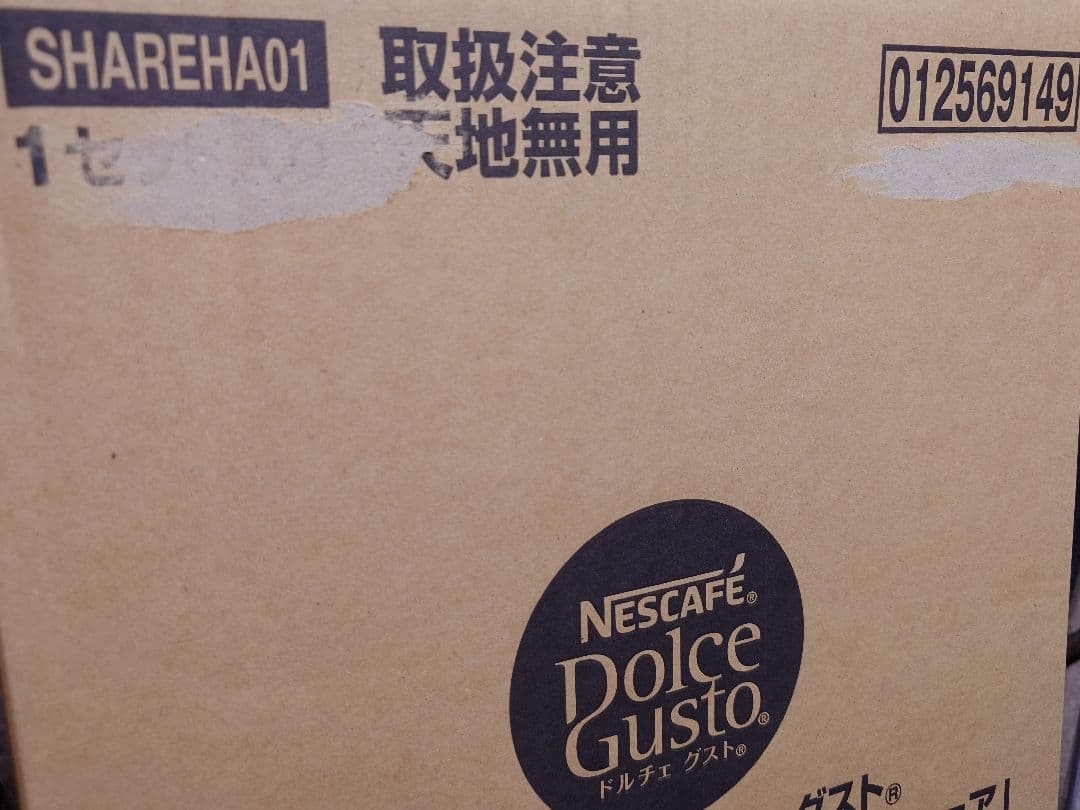 SHAREHA01
取扱注意
012569149
1セ
天地無用
NESCAFÉ®
Dolce
Gusto®
ドルチェ グスト®
グスト®